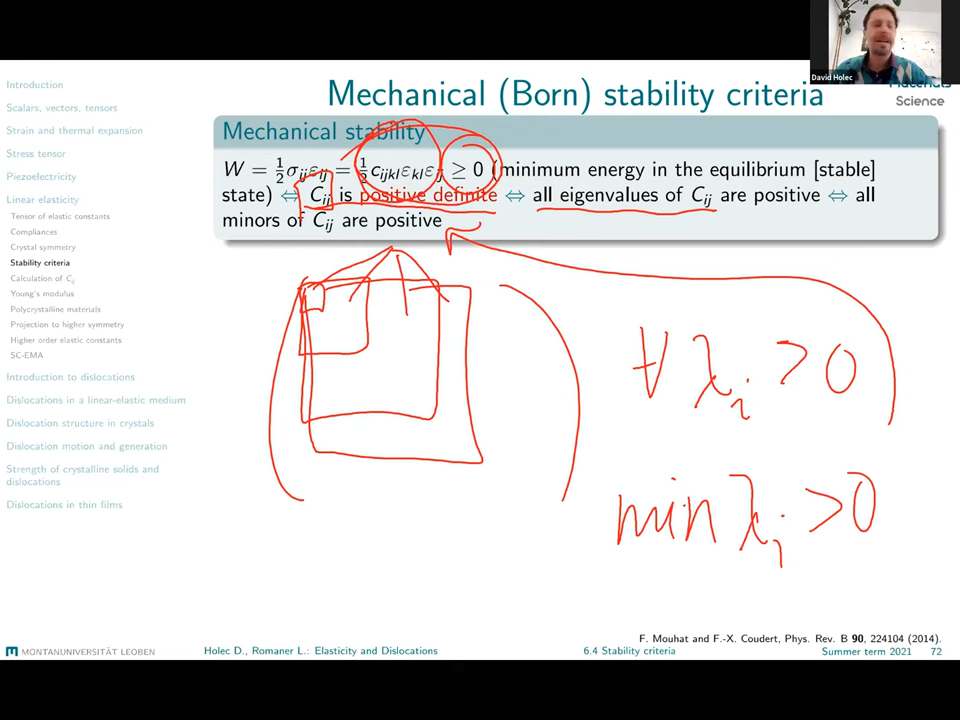 David Holec
Materials
Science
Mechanical (Born) stability criteria
Introduction
Scalars, vectors, tensors
Strain and thermal expansion
Stress tensor
Piezoelectricity
Linear elasticity
Tensor of elastic constants
Compliances
Crystal symmetry
Stability criteria
Calculation of Cᵢⱼ
Young's modulus
Polycrystalline materials
Projection to higher symmetry
Higher order elastic constants
SC-EMA
Introduction to dislocations
Dislocations in a linear-elastic medium
Dislocation structure in crystals
Dislocation motion and generation
Strength of crystalline solids and
dislocations
Dislocations in thin films
Mechanical stability
W = ½σᵢⱼεᵢⱼ = ½cᵢⱼₖₗεₖₗεᵢⱼ ≥ 0 (minimum energy in the equilibrium [stable]
state) ⇔ Cᵢⱼ is positive definite ⇔ all eigenvalues of Cᵢⱼ are positive ⇔ all
minors of Cᵢⱼ are positive
∀ λᵢ > 0
min λᵢ > 0
F. Mouhat and F.-X. Coudert, Phys. Rev. B 90, 224104 (2014).
MONTANUNIVERSITÄT LEOBEN
Holec D., Romaner L.: Elasticity and Dislocations
6.4 Stability criteria
Summer term 2021 72